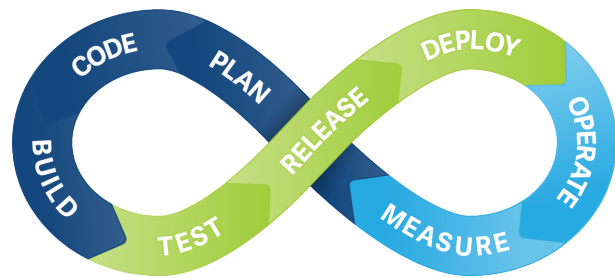 PLAN
CODE
BUILD
TEST
RELEASE
DEPLOY
OPERATE
MEASURE